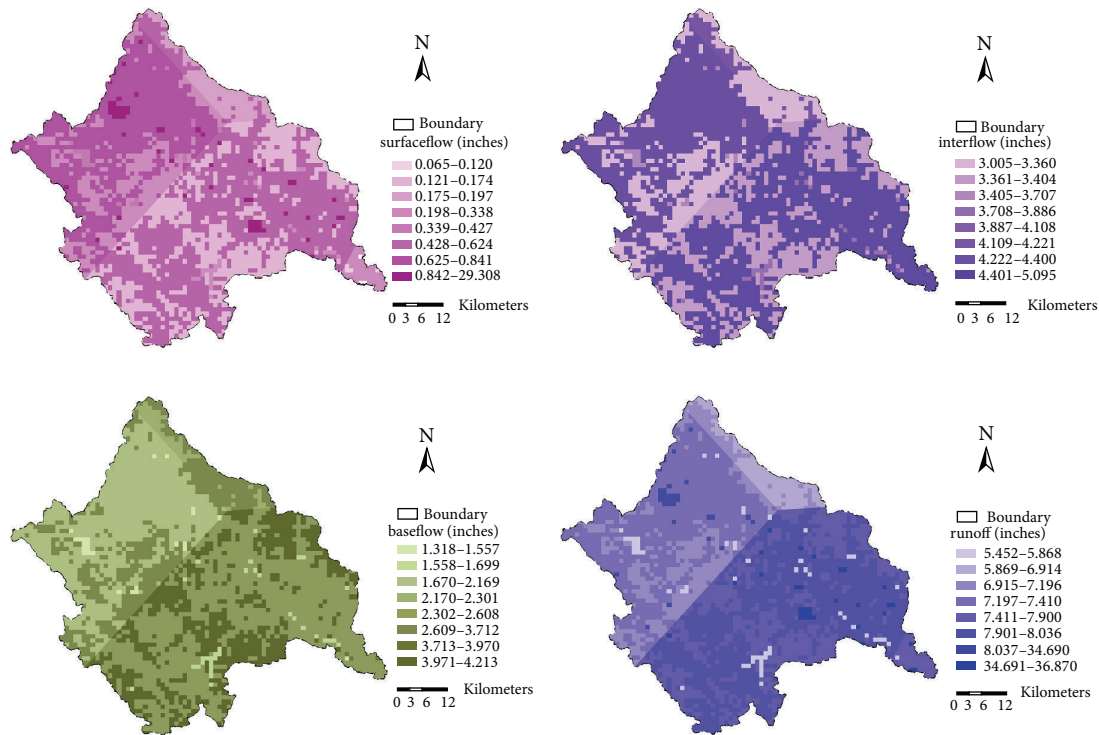 N
Boundary
surfaceflow (inches)
0.065–0.120
0.121–0.174
0.175–0.197
0.198–0.338
0.339–0.427
0.428–0.624
0.625–0.841
0.842–29.308
Kilometers
0 3 6 12
N
Boundary
interflow (inches)
3.005–3.360
3.361–3.404
3.405–3.707
3.708–3.886
3.887–4.108
4.109–4.221
4.222–4.400
4.401–5.095
Kilometers
0 3 6 12
N
Boundary
baseflow (inches)
1.318–1.557
1.558–1.699
1.670–2.169
2.170–2.301
2.302–2.608
2.609–3.712
3.713–3.970
3.971–4.213
Kilometers
0 3 6 12
N
Boundary
runoff (inches)
5.452–5.868
5.869–6.914
6.915–7.196
7.197–7.410
7.411–7.900
7.901–8.036
8.037–34.690
34.691–36.870
Kilometers
0 3 6 12